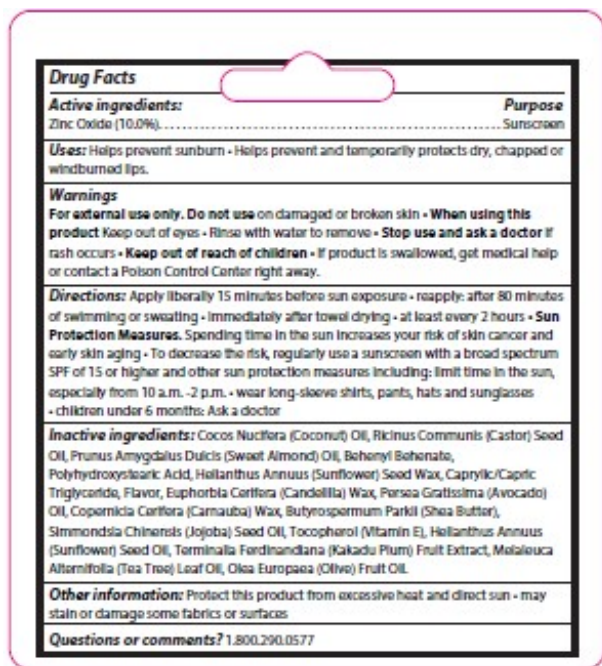 Drug Facts
Active ingredients: Purpose
Zinc Oxide (10.0%)........Sunscreen
Uses: Helps prevent sunburn • Helps prevent and temporarily protects dry, chapped or
windburned lips.
Warnings
For external use only. Do not use on damaged or broken skin • When using this
product Keep out of eyes • Rinse with water to remove • Stop use and ask a doctor if
rash occurs • Keep out of reach of children • If product is swallowed, get medical help
or contact a Poison Control Center right away.
Directions: Apply liberally 15 minutes before sun exposure • reapply: after 80 minutes
of swimming or sweating • immediately after towel drying • at least every 2 hours • Sun
Protection Measures. Spending time in the sun increases your risk of skin cancer and
early skin aging • To decrease the risk, regularly use a sunscreen with a broad spectrum
SPF of 15 or higher and other sun protection measures including: limit time in the sun,
especially from 10 a.m. -2 p.m. • wear long-sleeve shirts, pants, hats and sunglasses
• children under 6 months: Ask a doctor
Inactive ingredients: Cocos Nucifera (Coconut) Oil, Ricinus Communis (Castor) Seed
Oil, Prunus Amygdalus Dulcis (Sweet Almond) Oil, Behenyl Behenate,
Polyhydroxystearic Acid, Helianthus Annuus (Sunflower) Seed Wax, Caprylic/Capric
Triglyceride, Flavor, Euphorbia Cerifera (Candelilla) Wax, Persea Gratissima (Avocado)
Oil, Copernicia Cerifera (Carnauba) Wax, Butyrospermum Parkii (Shea Butter),
Simmondsia Chinensis (Jojoba) Seed Oil, Tocopherol (Vitamin E), Helianthus Annuus
(Sunflower) Seed Oil, Terminalia Ferdinandiana (Kakadu Plum) Fruit Extract, Melaleuca
Alternifolia (Tea Tree) Leaf Oil, Olea Europaea (Olive) Fruit Oil.
Other information: Protect this product from excessive heat and direct sun • may
stain or damage some fabrics or surfaces
Questions or comments? 1.800.290.0577